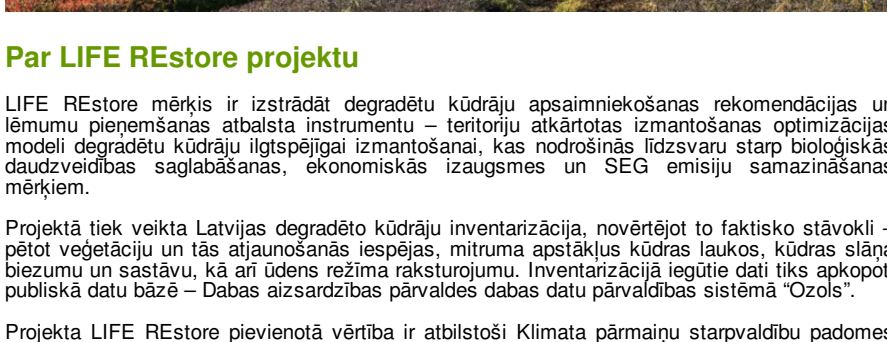 Par LIFE REstore projektu
LIFE REstore mērķis ir izstrādāt degradētu kūdrāju apsaimniekošanas rekomendācijas un
lēmumu pieņemšanas atbalsta instrumentu – teritoriju atkārtotas izmantošanas optimizācijas
modeli degradētu kūdrāju ilgtspējīgai izmantošanai, kas nodrošinās līdzsvaru starp bioloģiskās
daudzveidības saglabāšanas, ekonomiskās izaugsmes un SEG emisiju samazināšanas
mērķiem.
Projektā tiek veikta Latvijas degradēto kūdrāju inventarizācija, novērtējot to faktisko stāvokli -
pētot veģetāciju un tās atjaunošanās iespējas, mitruma apstākļus kūdras laukos, kūdras slāņa
biezumu un sastāvu, kā arī ūdens režīma raksturojumu. Inventarizācijā iegūtie dati tiks apkopoti
publiskā datu bāzē – Dabas aizsardzības pārvaldes dabas datu pārvaldības sistēmā “Ozols”.
Projekta LIFE REstore pievienotā vērtība ir atbilstoši Klimata pārmaiņu starpvaldību padomes